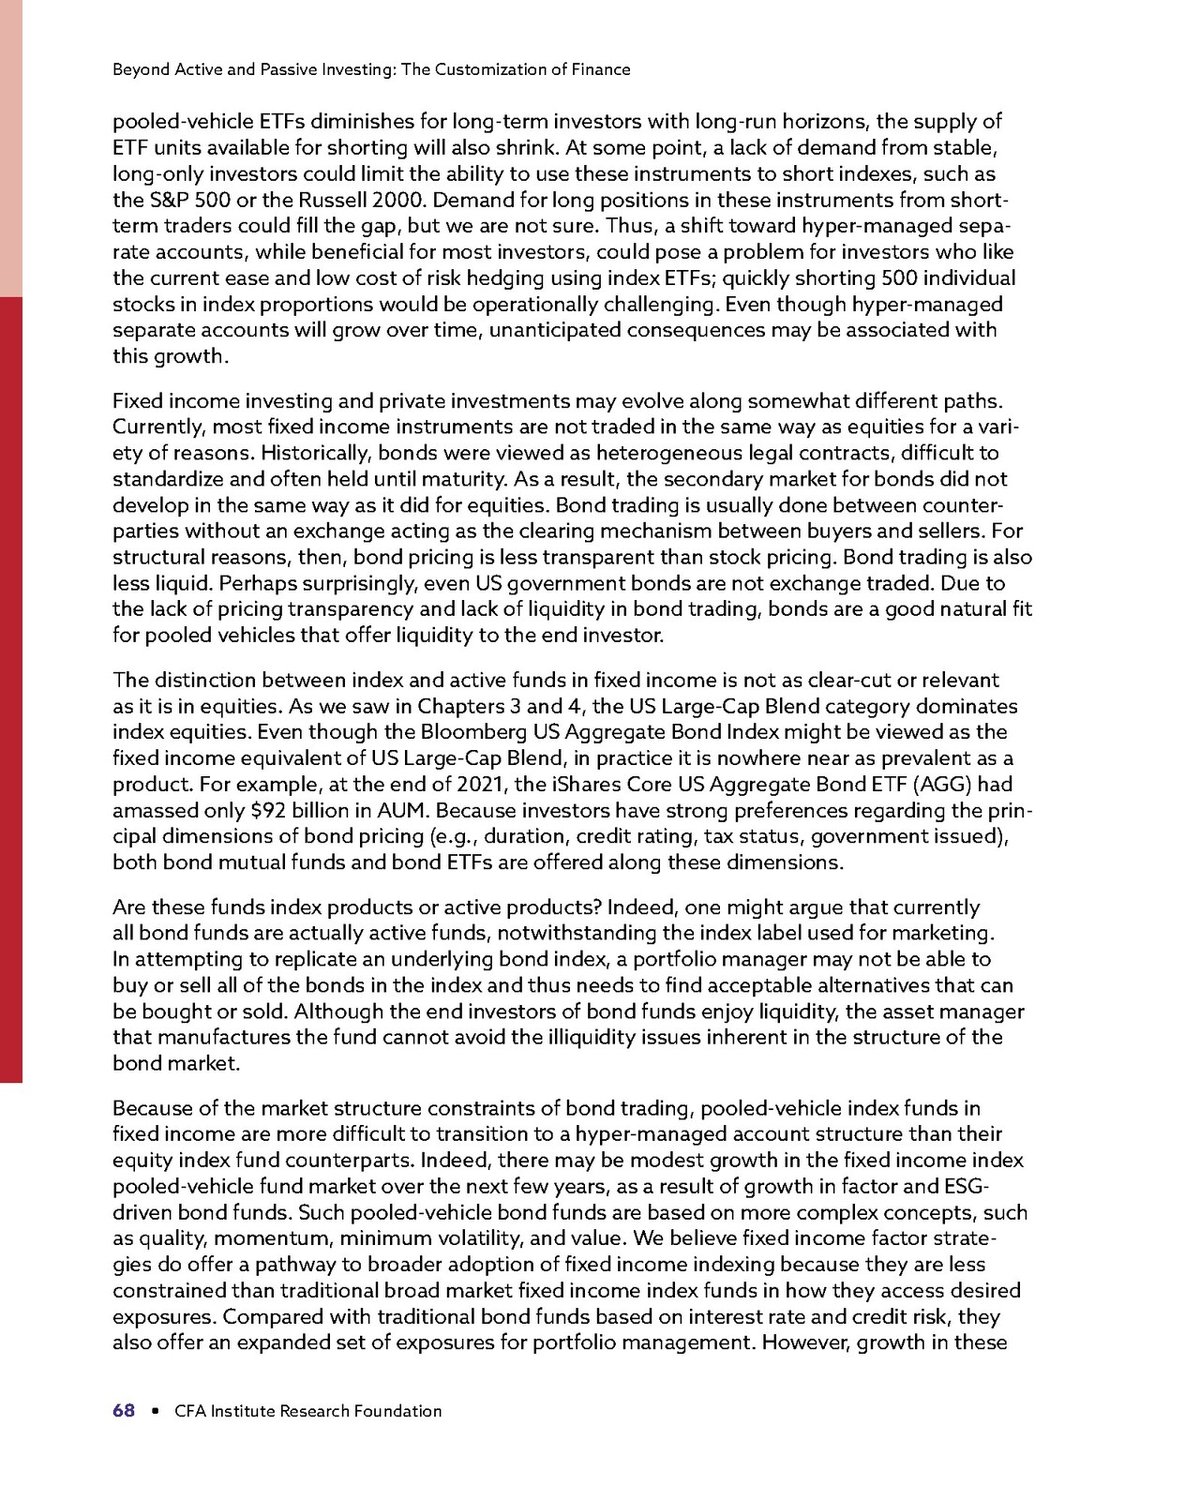 Beyond Active and Passive Investing: The Customization of Finance
pooled-vehicle ETFs diminishes for long-term investors with long-run horizons, the supply of
ETF units available for shorting will also shrink. At some point, a lack of demand from stable,
long-only investors could limit the ability to use these instruments to short indexes, such as
the S&P 500 or the Russell 2000. Demand for long positions in these instruments from short-
term traders could fill the gap, but we are not sure. Thus, a shift toward hyper-managed sepa-
rate accounts, while beneficial for most investors, could pose a problem for investors who like
the current ease and low cost of risk hedging using index ETFs; quickly shorting 500 individual
stocks in index proportions would be operationally challenging. Even though hyper-managed
separate accounts will grow over time, unanticipated consequences may be associated with
this growth.
Fixed income investing and private investments may evolve along somewhat different paths.
Currently, most fixed income instruments are not traded in the same way as equities for a vari-
ety of reasons. Historically, bonds were viewed as heterogeneous legal contracts, difficult to
standardize and often held until maturity. As a result, the secondary market for bonds did not
develop in the same way as it did for equities. Bond trading is usually done between counter-
parties without an exchange acting as the clearing mechanism between buyers and sellers. For
structural reasons, then, bond pricing is less transparent than stock pricing. Bond trading is also
less liquid. Perhaps surprisingly, even US government bonds are not exchange traded. Due to
the lack of pricing transparency and lack of liquidity in bond trading, bonds are a good natural fit
for pooled vehicles that offer liquidity to the end investor.
The distinction between index and active funds in fixed income is not as clear-cut or relevant
as it is in equities. As we saw in Chapters 3 and 4, the US Large-Cap Blend category dominates
index equities. Even though the Bloomberg US Aggregate Bond Index might be viewed as the
fixed income equivalent of US Large-Cap Blend, in practice it is nowhere near as prevalent as a
product. For example, at the end of 2021, the iShares Core US Aggregate Bond ETF (AGG) had
amassed only $92 billion in AUM. Because investors have strong preferences regarding the prin-
cipal dimensions of bond pricing (e.g., duration, credit rating, tax status, government issued),
both bond mutual funds and bond ETFs are offered along these dimensions.
Are these funds index products or active products? Indeed, one might argue that currently
all bond funds are actually active funds, notwithstanding the index label used for marketing.
In attempting to replicate an underlying bond index, a portfolio manager may not be able to
buy or sell all of the bonds in the index and thus needs to find acceptable alternatives that can
be bought or sold. Although the end investors of bond funds enjoy liquidity, the asset manager
that manufactures the fund cannot avoid the illiquidity issues inherent in the structure of the
bond market.
Because of the market structure constraints of bond trading, pooled-vehicle index funds in
fixed income are more difficult to transition to a hyper-managed account structure than their
equity index fund counterparts. Indeed, there may be modest growth in the fixed income index
pooled-vehicle fund market over the next few years, as a result of growth in factor and ESG-
driven bond funds. Such pooled-vehicle bond funds are based on more complex concepts, such
as quality, momentum, minimum volatility, and value. We believe fixed income factor strate-
gies do offer a pathway to broader adoption of fixed income indexing because they are less
constrained than traditional broad market fixed income index funds in how they access desired
exposures. Compared with traditional bond funds based on interest rate and credit risk, they
also offer an expanded set of exposures for portfolio management. However, growth in these
68 • CFA Institute Research Foundation